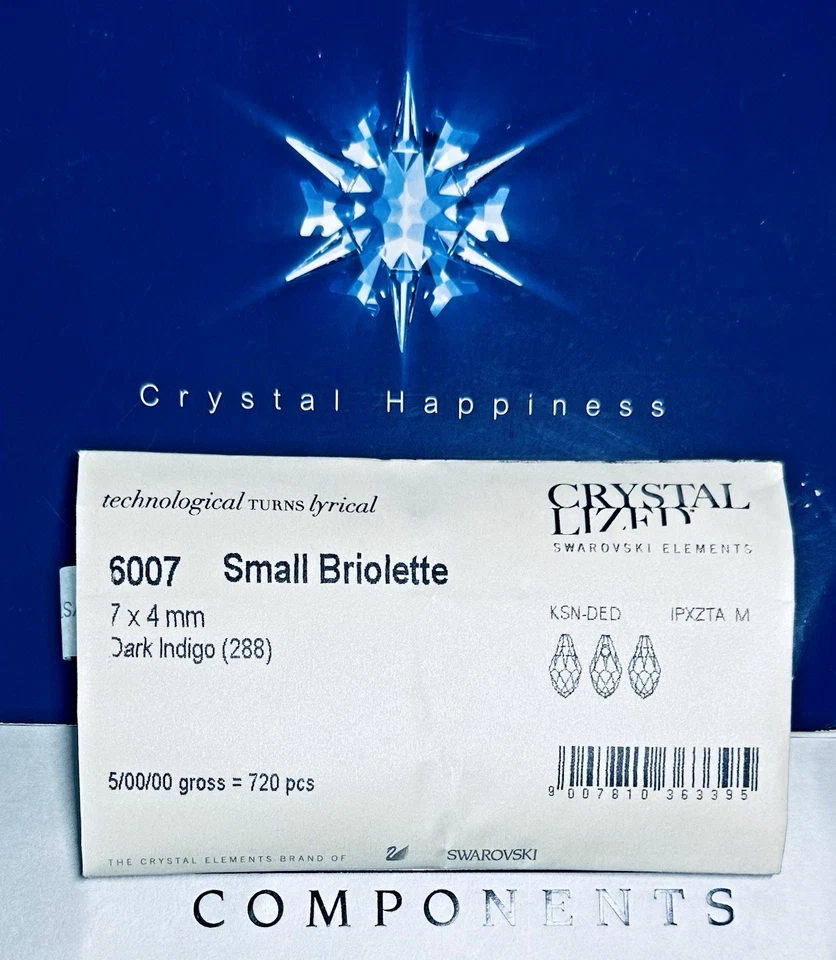 Crystal Happiness
technological TURNS lyrical
CRYSTAL
LIZED™
SWAROVSKI ELEMENTS
6007 Small Briolette
7 x 4 mm
Dark Indigo (288)
KSN-DED IPXZTA M
5/00/00 gross = 720 pcs
9 007810 363395
THE CRYSTAL ELEMENTS BRAND OF SWAROVSKI
COMPONENTS